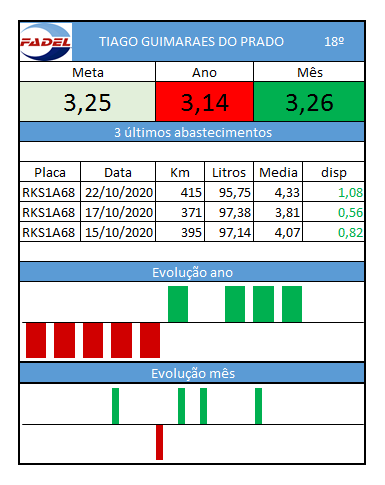 FADEL
TIAGO GUIMARAES DO PRADO 18º
Meta Ano Mês
3,25 3,14 3,26
3 últimos abastecimentos
Placa Data Km Litros Media disp
RKS1A68 22/10/2020 415 95,75 4,33 1,08
RKS1A68 17/10/2020 371 97,38 3,81 0,56
RKS1A68 15/10/2020 395 97,14 4,07 0,82
Evolução ano
Evolução mês